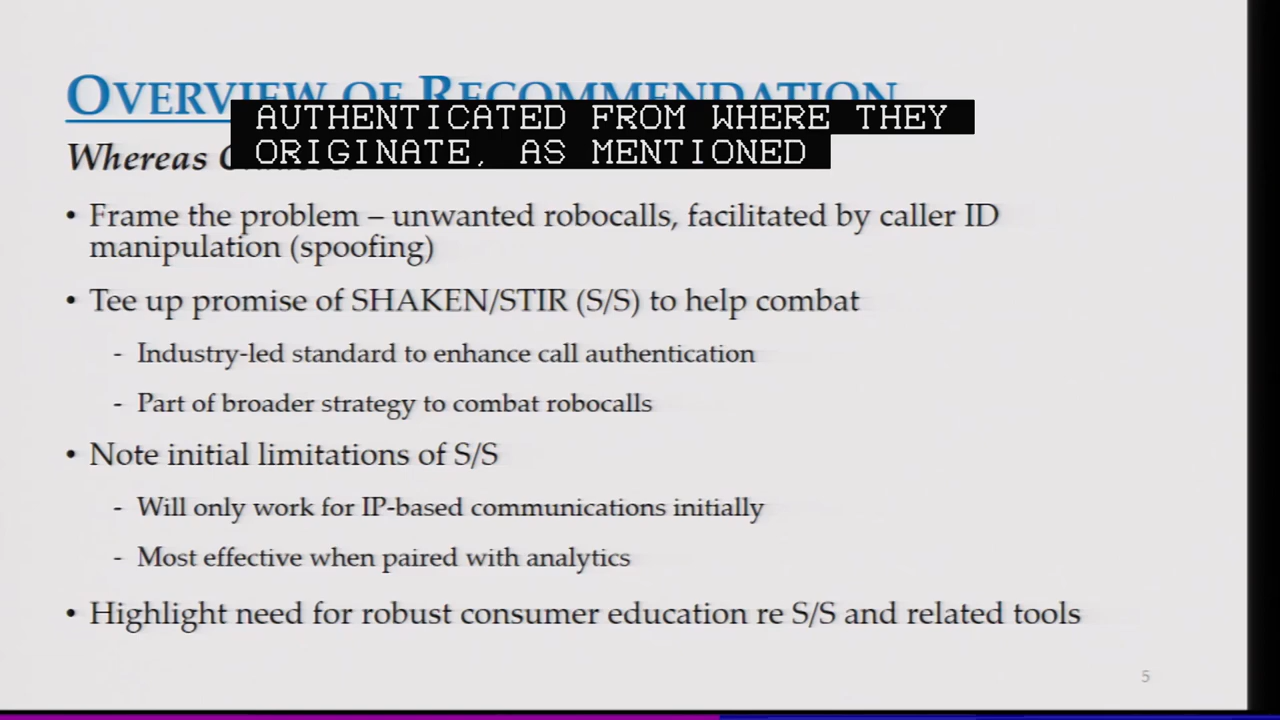 OVERVIEW OF RECOMMENDATION
AUTHENTICATED FROM WHERE THEY
ORIGINATE, AS MENTIONED
Whereas
• Frame the problem – unwanted robocalls, facilitated by caller ID
manipulation (spoofing)
• Tee up promise of SHAKEN/STIR (S/S) to help combat
- Industry-led standard to enhance call authentication
- Part of broader strategy to combat robocalls
• Note initial limitations of S/S
- Will only work for IP-based communications initially
- Most effective when paired with analytics
• Highlight need for robust consumer education re S/S and related tools
5